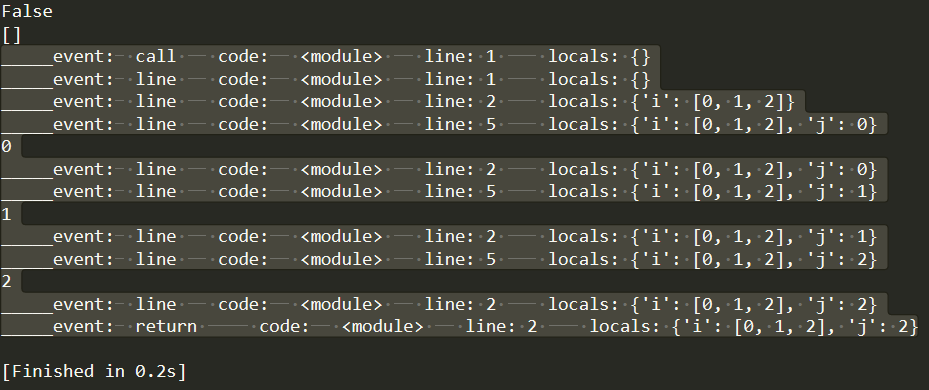 False
[]
_____event: call code: <module> line: 1 locals: {}
_____event: line code: <module> line: 1 locals: {}
_____event: line code: <module> line: 2 locals: {'i': [0, 1, 2]}
_____event: line code: <module> line: 5 locals: {'i': [0, 1, 2], 'j': 0}
0
_____event: line code: <module> line: 2 locals: {'i': [0, 1, 2], 'j': 0}
_____event: line code: <module> line: 5 locals: {'i': [0, 1, 2], 'j': 1}
1
_____event: line code: <module> line: 2 locals: {'i': [0, 1, 2], 'j': 1}
_____event: line code: <module> line: 5 locals: {'i': [0, 1, 2], 'j': 2}
2
_____event: line code: <module> line: 2 locals: {'i': [0, 1, 2], 'j': 2}
_____event: return code: <module> line: 2 locals: {'i': [0, 1, 2], 'j': 2}
[Finished in 0.2s]